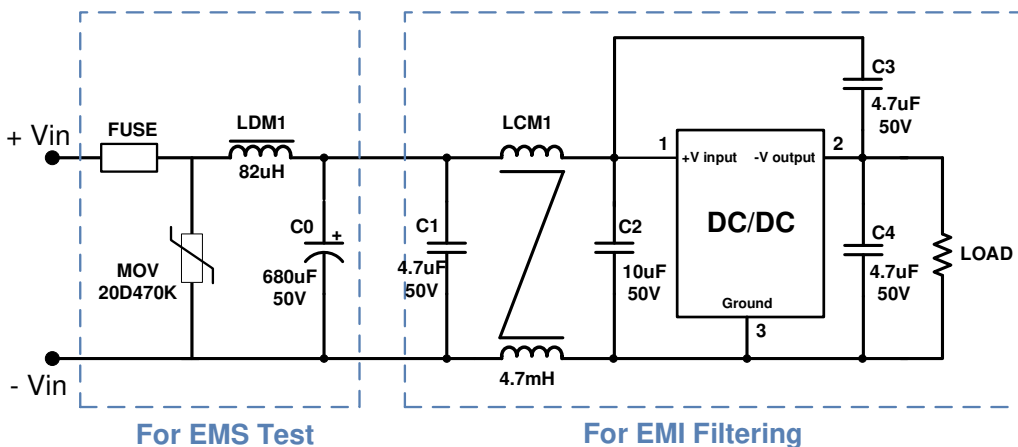 + Vin
FUSE
LDM1
82uH
MOV
20D470K
C0
+
680uF
50V
- Vin
For EMS Test
LCM1
C1
4.7uF
50V
4.7mH
C2
10uF
50V
C3
4.7uF
50V
1
+V input
-V output
2
DC/DC
Ground
3
C4
4.7uF
50V
LOAD
For EMI Filtering